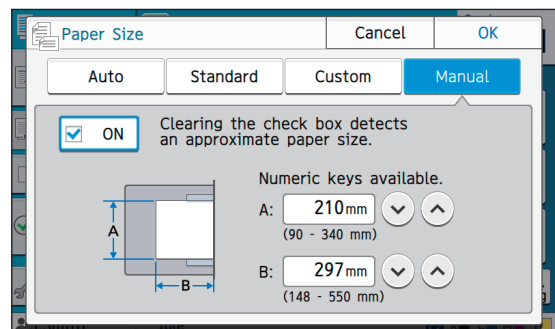 Paper Size
Cancel
OK
Auto
Standard
Custom
Manual
ON
Clearing the check box detects
an approximate paper size.
Numeric keys available.
A: 210mm
(90 - 340 mm)
B: 297mm
(148 - 550 mm)
A
B